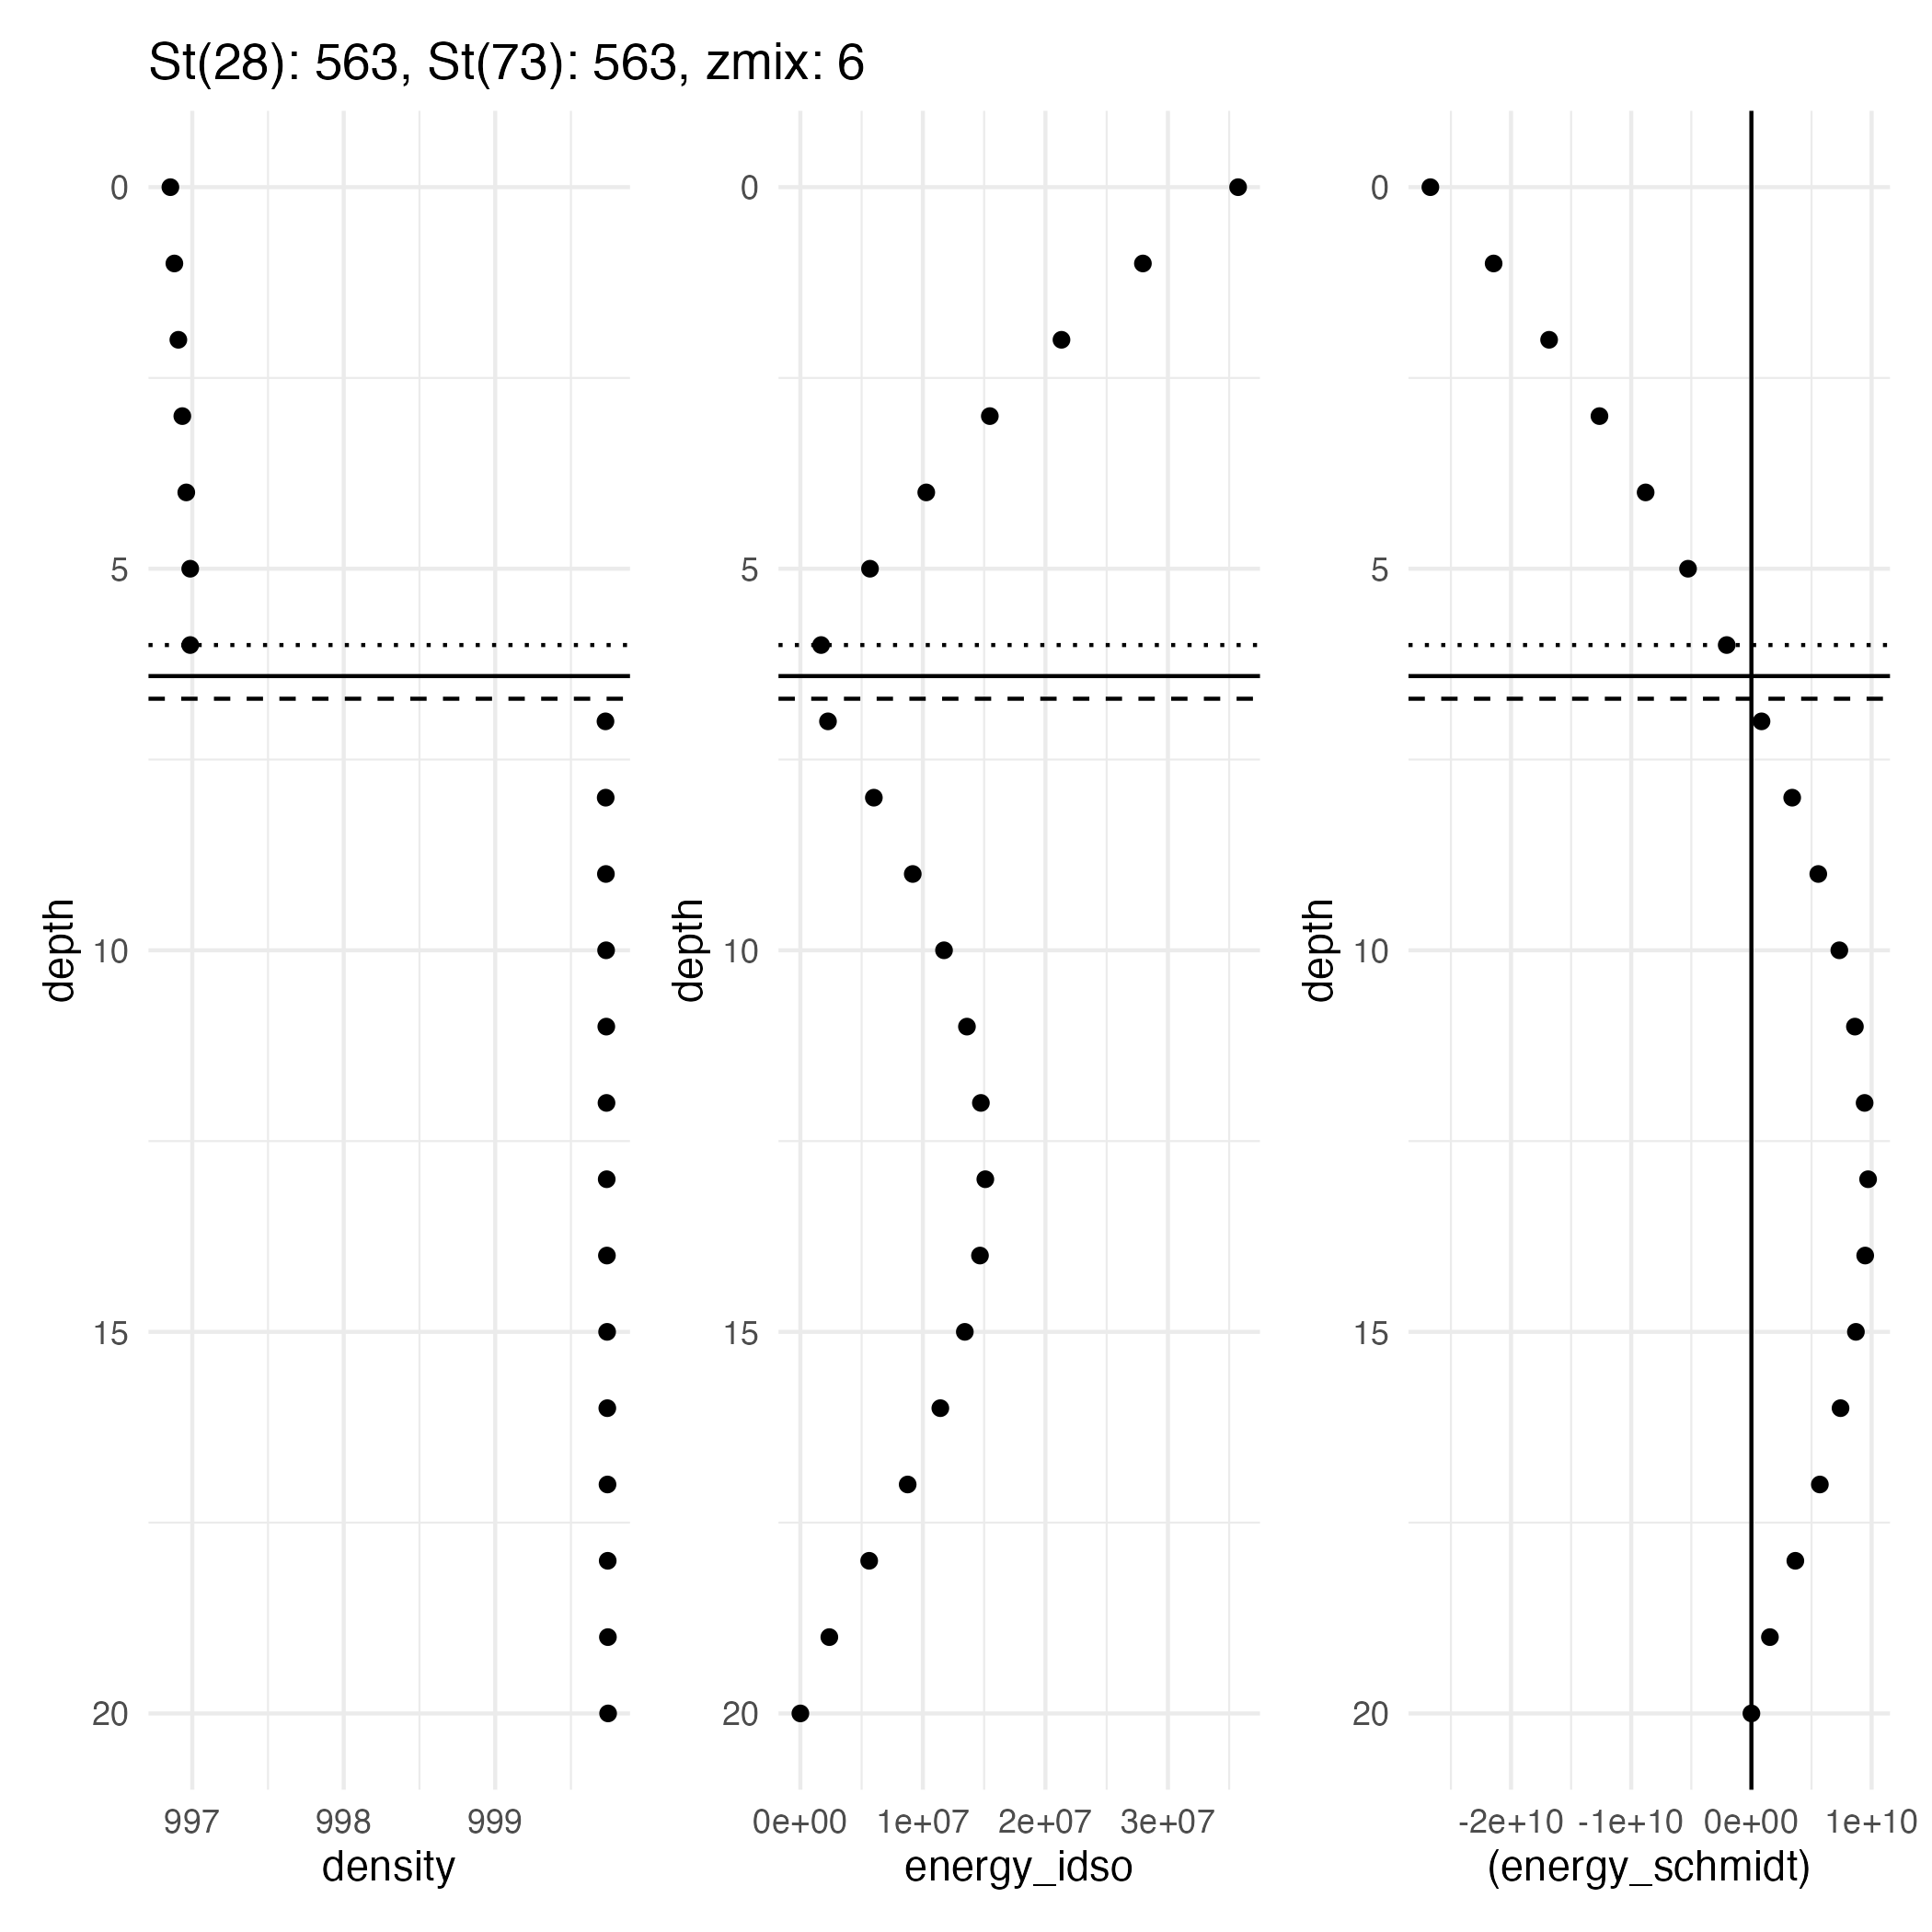 St(28): 563, St(73): 563, zmix: 6
0
5
10
15
20
depth
997 998 999
density
0
5
10
15
20
depth
0e+00 1e+07 2e+07 3e+07
energy_idso
0
5
10
15
20
depth
-2e+10 -1e+10 0e+00 1e+10
(energy_schmidt)